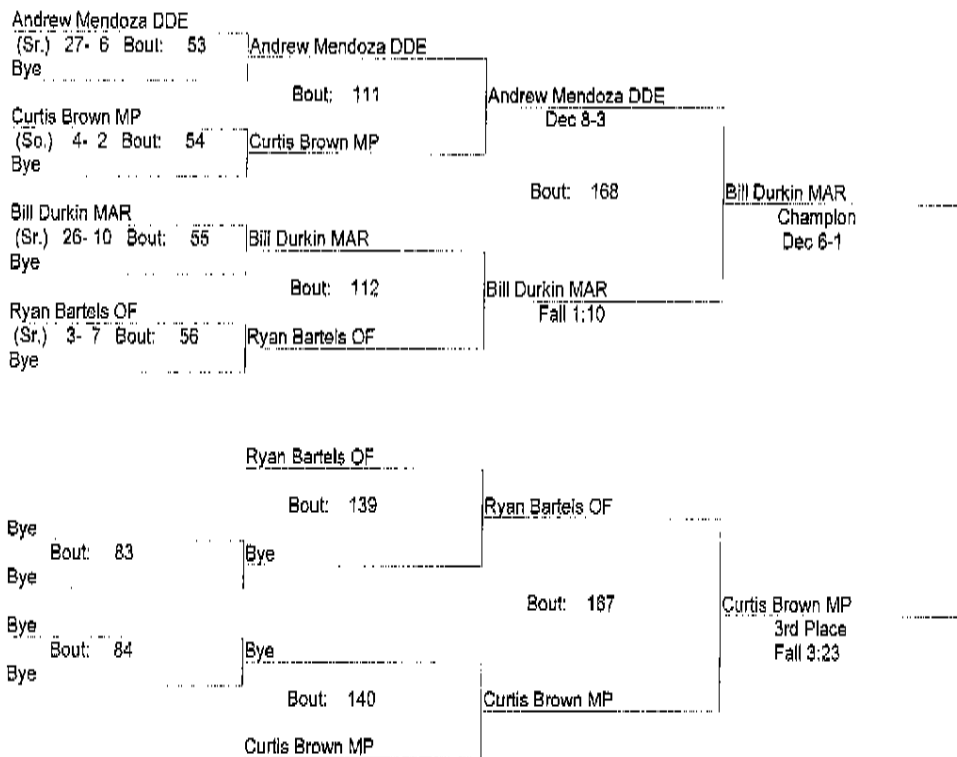 Andrew Mendoza DDE
(Sr.) 27- 6 Bout: 53 Andrew Mendoza DDE
Bye
Bout: 111 Andrew Mendoza DDE
Curtis Brown MP Dec 8-3
(So.) 4- 2 Bout: 54 Curtis Brown MP
Bye
Bout: 168 Bill Durkin MAR
Bill Durkin MAR Champion
(Sr.) 26- 10 Bout: 55 Bill Durkin MAR Dec 6-1
Bye
Bout: 112 Bill Durkin MAR
Ryan Bartels OF Fall 1:10
(Sr.) 3- 7 Bout: 56 Ryan Bartels OF
Bye
Ryan Bartels OF
Bout: 139 Ryan Bartels OF
Bye
Bout: 83 Bye
Bye
Bout: 167 Curtis Brown MP
Bye 3rd Place
Bout: 84 Bye Fall 3:23
Bye
Bout: 140 Curtis Brown MP
Curtis Brown MP